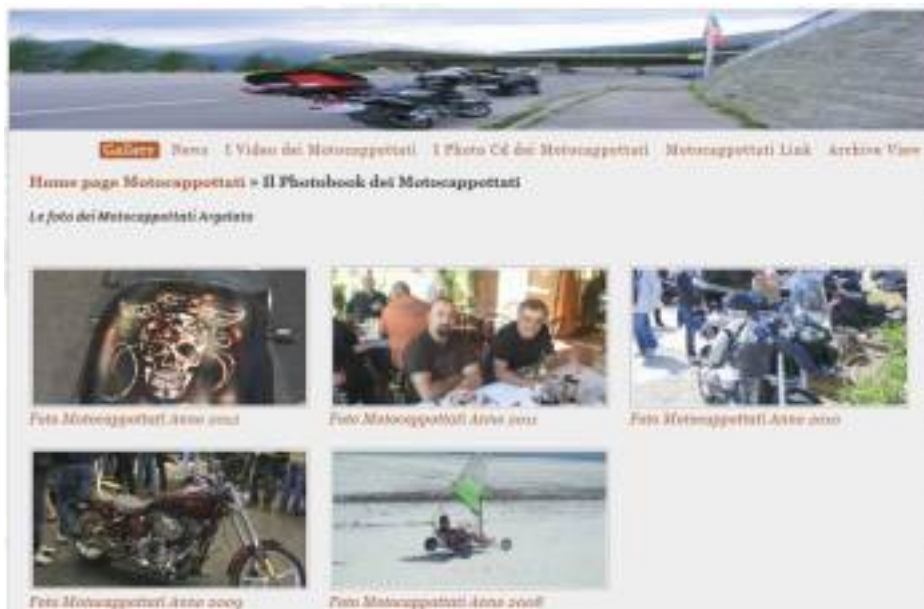 Gallery News I Video dei Motocappottati I Photo Cd dei Motocappottati Motocappottati Link Archive View
Home page Motocappottati » Il Photobook dei Motocappottati
Le foto dei Motocappottati Argelato
Foto Motocappottati Anno 2012 Foto Motocappottati Anno 2011 Foto Motocappottati Anno 2010
Foto Motocappottati Anno 2009 Foto Motocappottati Anno 2008